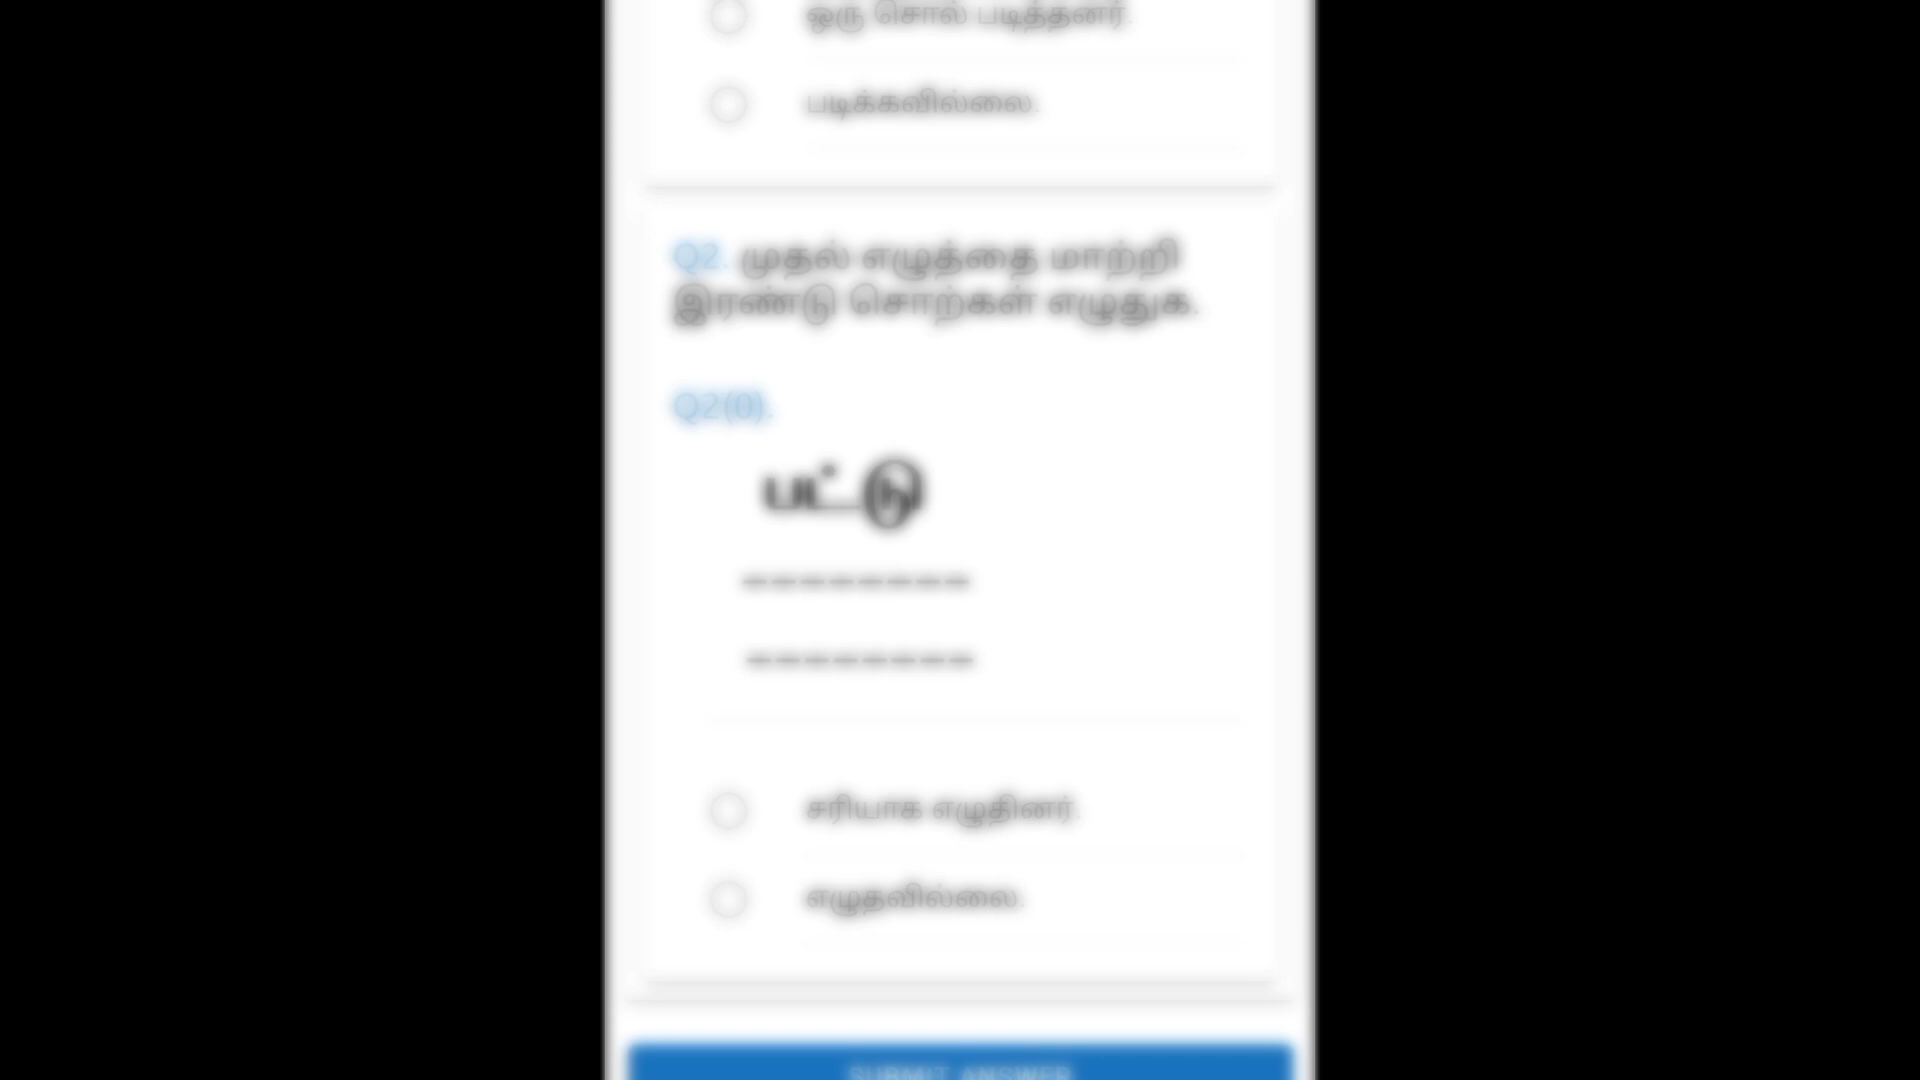 ஒரு சொல் படித்தனர்.
படிக்கவில்லை.
Q2. முதல் எழுத்தை மாற்றி
இரண்டு சொற்கள் எழுதுக.
Q2(0).
பட்டு
--------
--------
சரியாக எழுதினர்.
எழுதவில்லை.
SUBMIT ANSWER